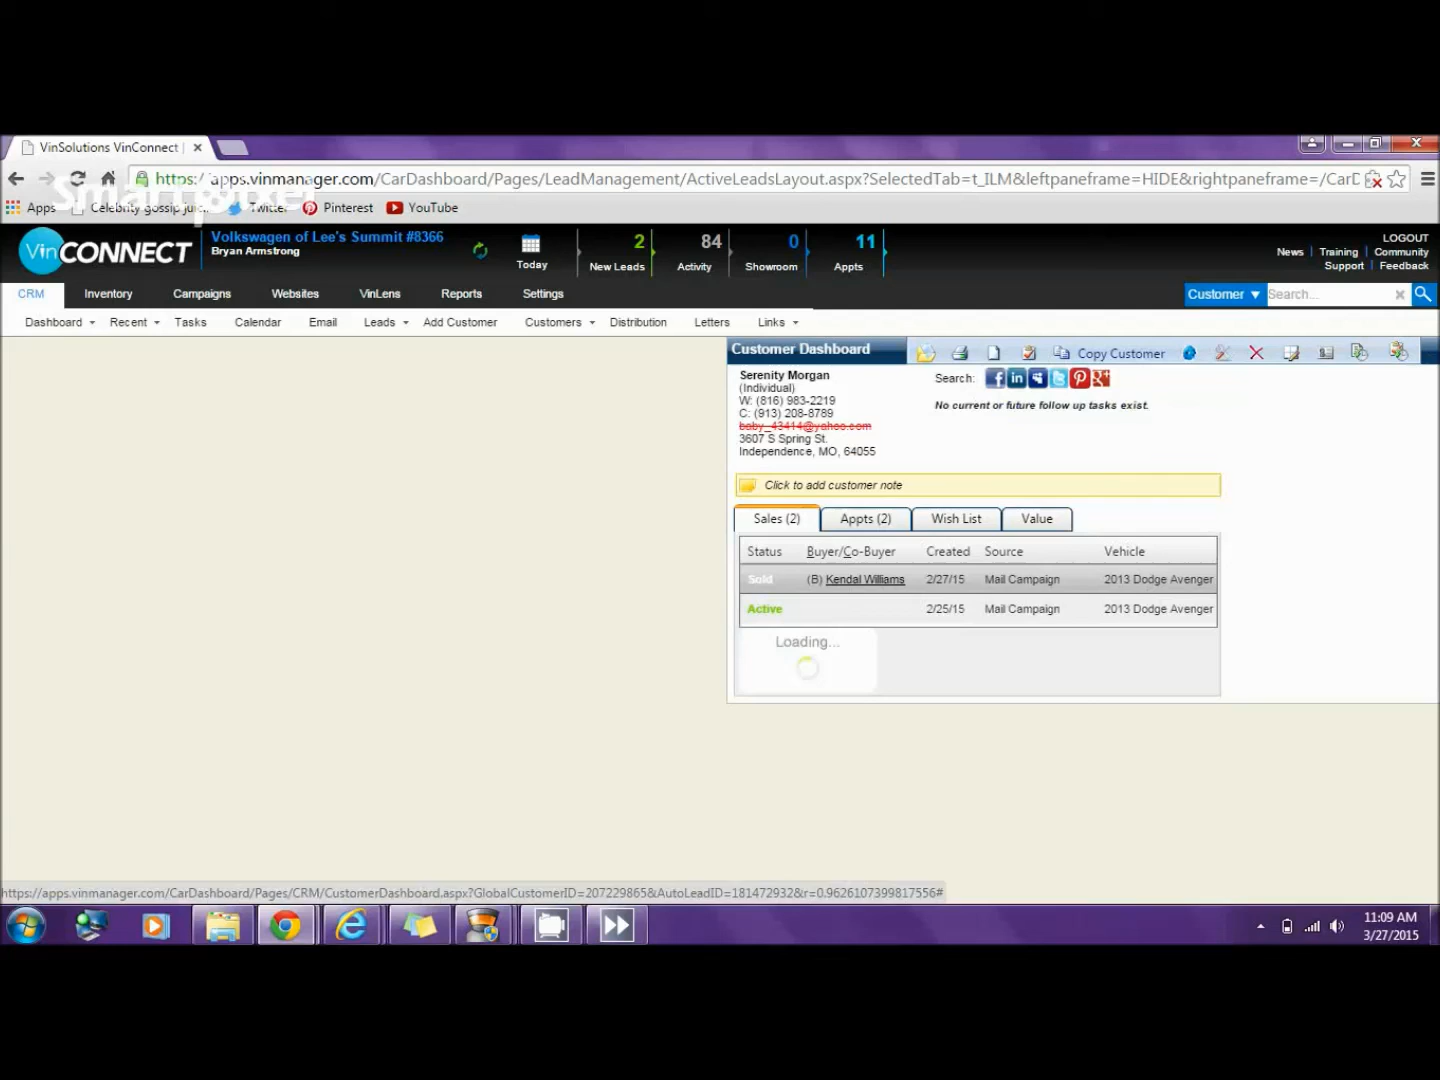 VinSolutions VinConnect |
https://apps.vinmanager.com/CarDashboard/Pages/LeadManagement/ActiveLeadsLayout.aspx?SelectedTab=t_ILM&leftpaneframe=HIDE&rightpaneframe=/CarD
Smartpixel
Apps Celebrity gossip juic Twitter Pinterest YouTube
VinCONNECT
Volkswagen of Lee's Summit #8366
Bryan Armstrong
Today
2 New Leads
84 Activity
0 Showroom
11 Appts
LOGOUT
News | Training | Community
Support | Feedback
CRM Inventory Campaigns Websites VinLens Reports Settings
Customer Search...
Dashboard Recent Tasks Calendar Email Leads Add Customer Customers Distribution Letters Links
Customer Dashboard
Copy Customer
Serenity Morgan
(Individual)
W: (816) 983-2219
C: (913) 208-8789
baby_43414@yahoo.com
3607 S Spring St.
Independence, MO, 64055
Search:
No current or future follow up tasks exist.
Click to add customer note
Sales (2) Appts (2) Wish List Value
Status Buyer/Co-Buyer Created Source Vehicle
Sold (B) Kendal Williams 2/27/15 Mail Campaign 2013 Dodge Avenger
Active 2/25/15 Mail Campaign 2013 Dodge Avenger
Loading...
https://apps.vinmanager.com/CarDashboard/Pages/CRM/CustomerDashboard.aspx?GlobalCustomerID=207229865&AutoLeadID=181472932&r=0.9626107399817556#
11:09 AM
3/27/2015